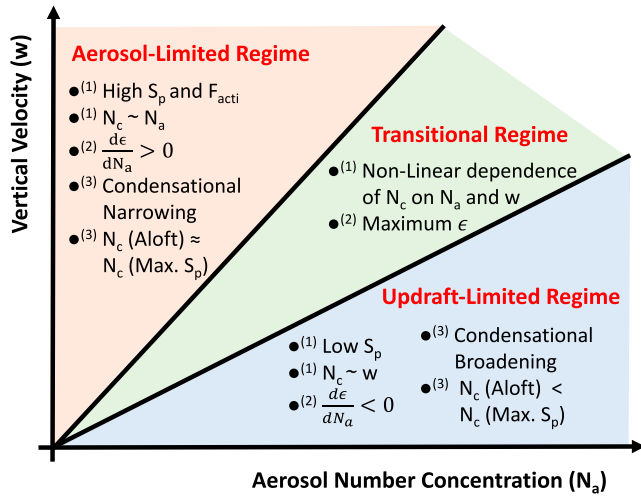 Vertical Velocity (w)
Aerosol-Limited Regime
●(1) High Sp and Facti
●(1) Nc ~ Na
●(2) dϵ/dNa > 0
●(3) Condensational
Narrowing
●(3) Nc (Aloft) ≈
Nc (Max. Sp)
Transitional Regime
●(1) Non-Linear dependence
of Nc on Na and w
●(2) Maximum ϵ
Updraft-Limited Regime
●(1) Low Sp
●(1) Nc ~ w
●(2) dϵ/dNa < 0
●(3) Condensational
Broadening
●(3) Nc (Aloft) <
Nc (Max. Sp)
Aerosol Number Concentration (Na)